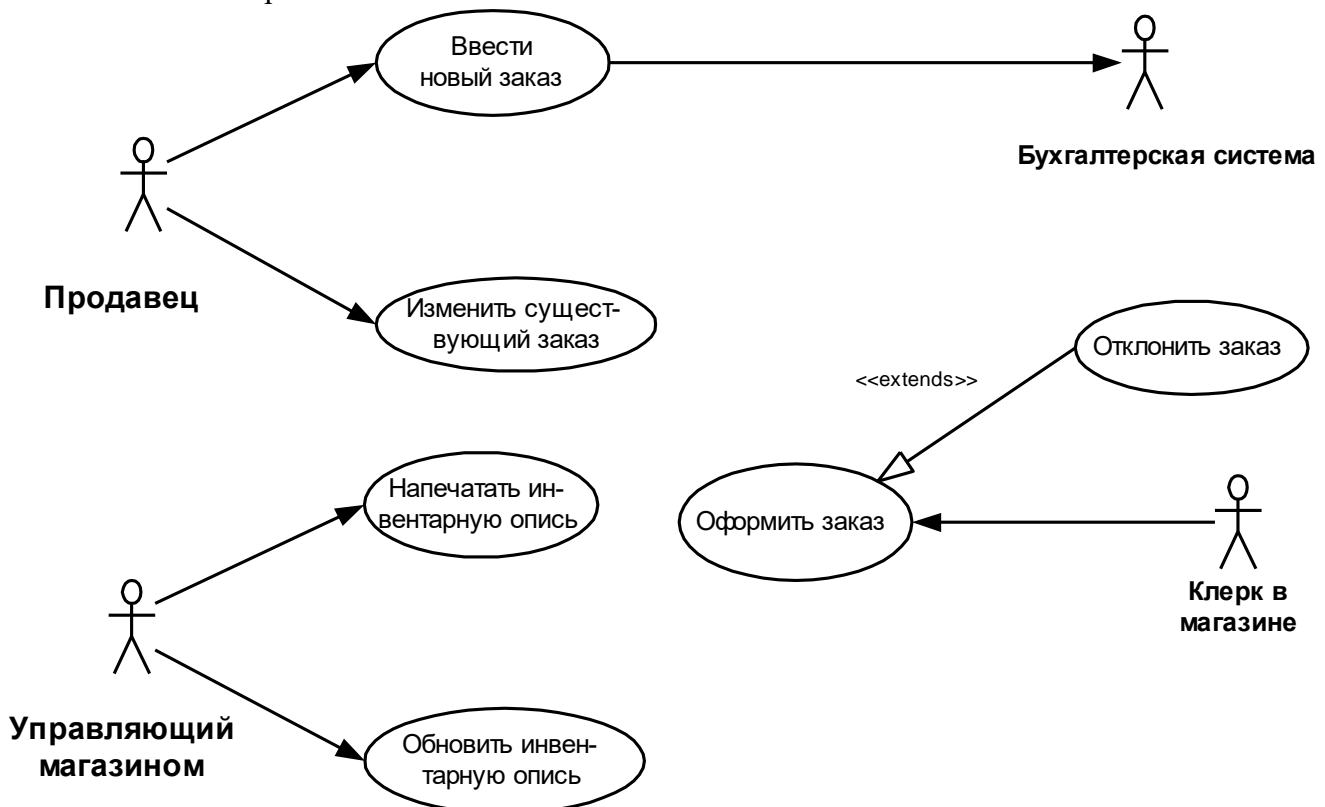 Ввести
новый заказ
Бухгалтерская система
Продавец
Изменить сущест-
вующий заказ
Отклонить заказ
<<extends>>
Напечатать ин-
вентарную опись
Оформить заказ
Клерк в
магазине
Управляющий
магазином
Обновить инвен-
тарную опись